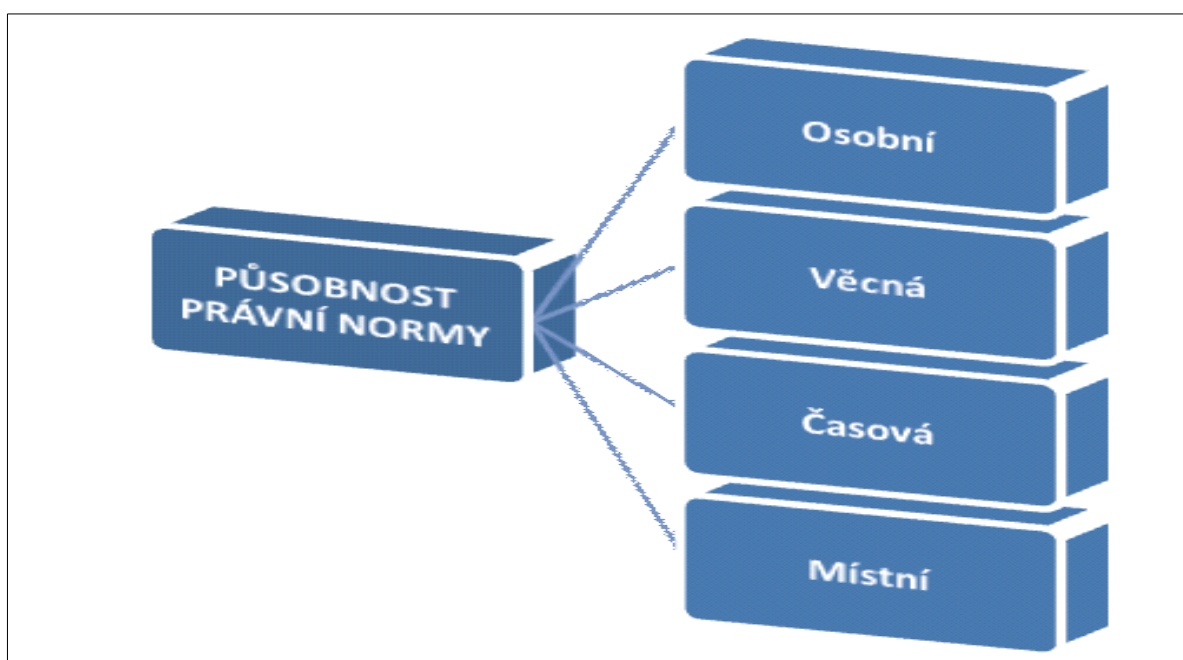 PŮSOBNOST
PRÁVNÍ NORMY
Osobní
Věcná
Časová
Místní